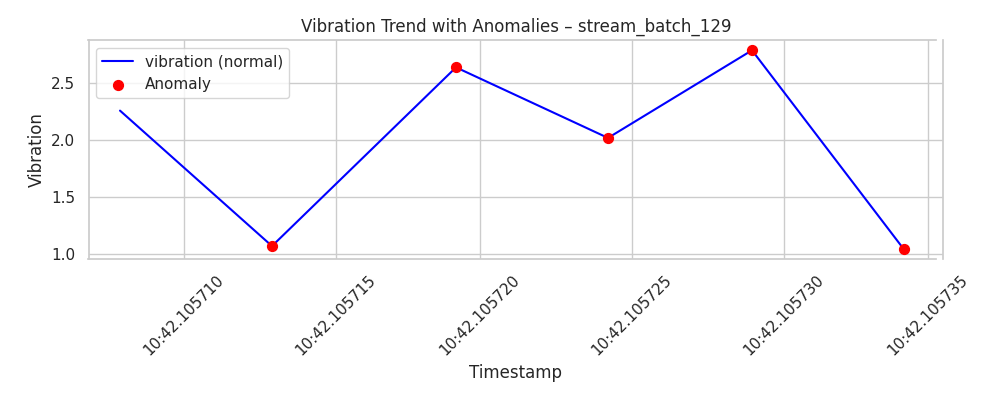 Vibration Trend with Anomalies – stream_batch_129
vibration (normal)
Anomaly
Vibration
2.5
2.0
1.5
1.0
10:42.105710
10:42.105715
10:42.105720
10:42.105725
10:42.105730
10:42.105735
Timestamp